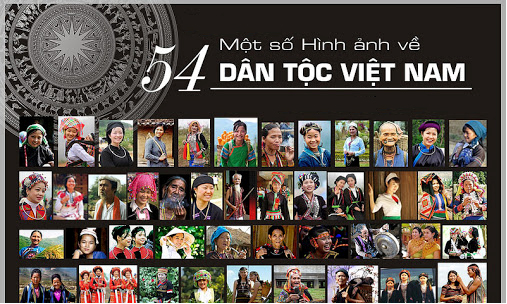 54
Một số Hình ảnh về
DÂN TỘC VIỆT NAM